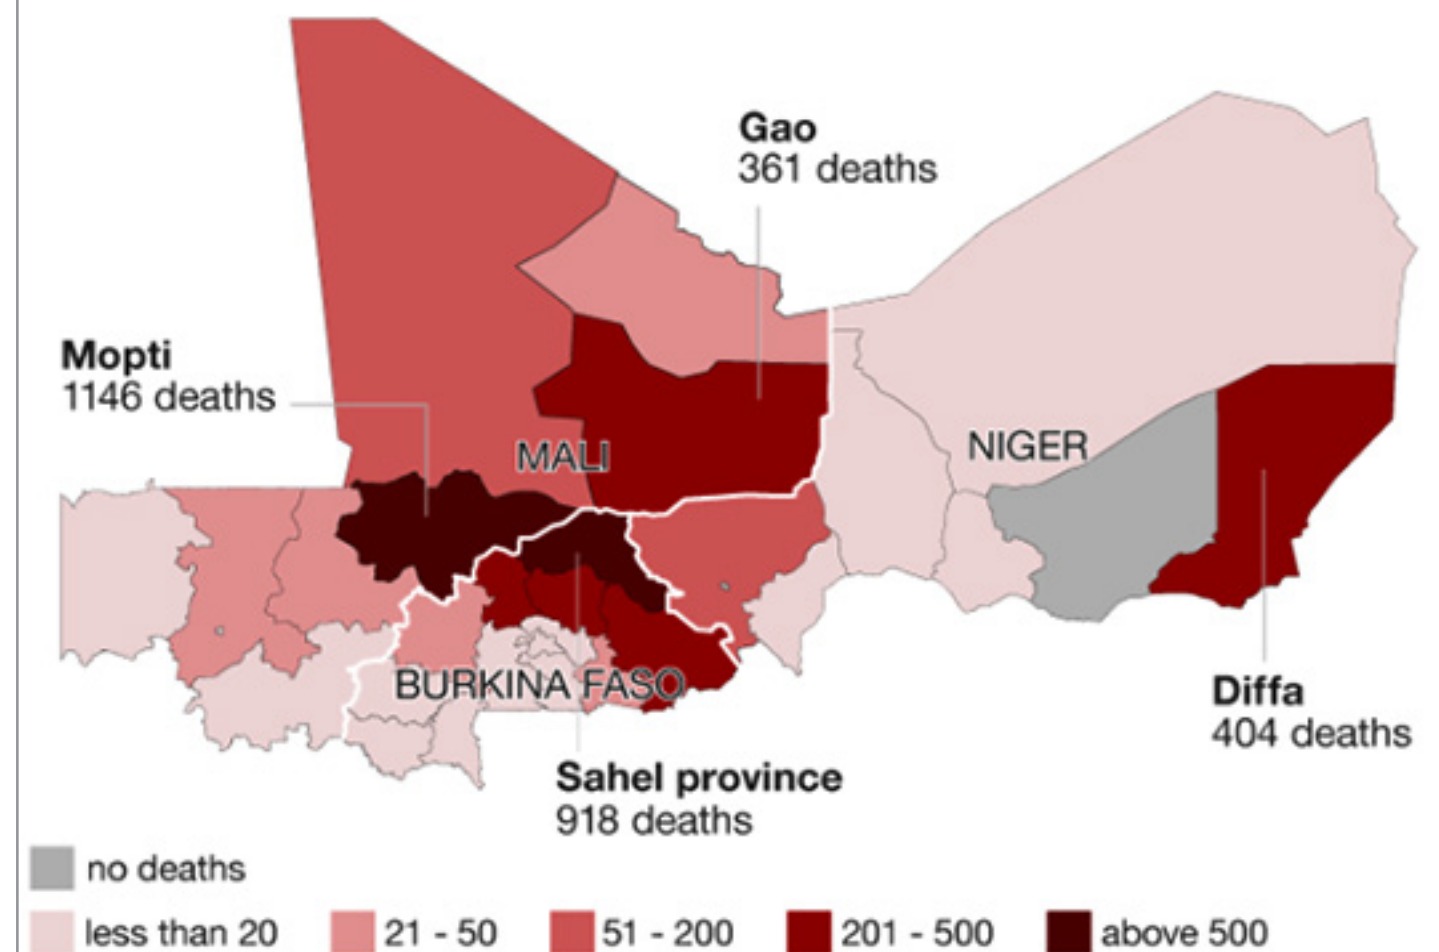 Gao
361 deaths
Mopti
1146 deaths
MALI
NIGER
BURKINA FASO
Diffa
404 deaths
Sahel province
918 deaths
no deaths
less than 20
21 - 50
51 - 200
201 - 500
above 500